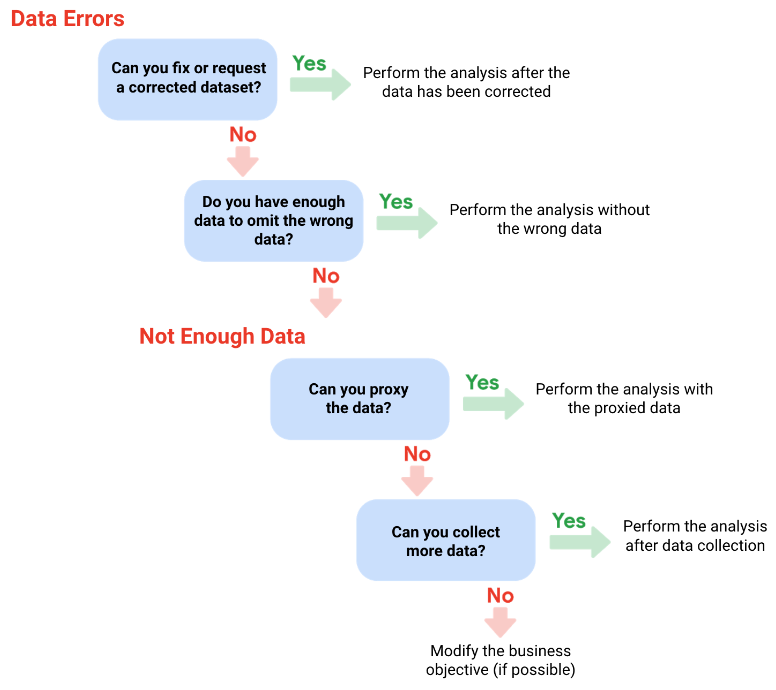 Data Errors
Can you fix or request
a corrected dataset?
Yes
Perform the analysis after the
data has been corrected
No
Do you have enough
data to omit the wrong
data?
Yes
Perform the analysis without
the wrong data
No
Not Enough Data
Can you proxy
the data?
Yes
Perform the analysis with
the proxied data
No
Can you collect
more data?
Yes
Perform the analysis
after data collection
No
Modify the business
objective (if possible)